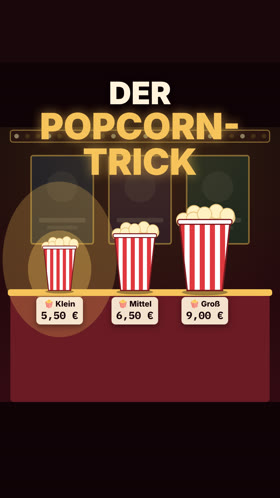 DER
POPCORN-
TRICK
🍿 Klein
5,50 €
🍿 Mittel
6,50 €
🍿 Groß
9,00 €